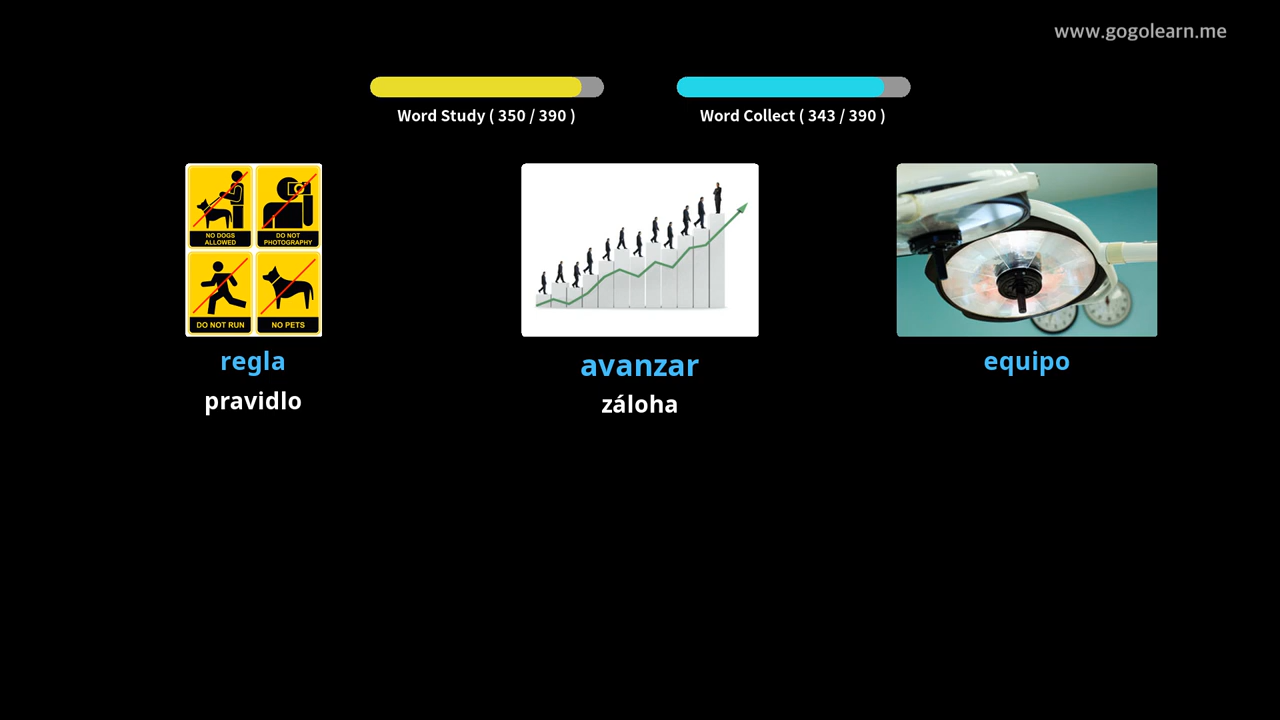 www.gogolearn.me
Word Study ( 350 / 390 )
Word Collect ( 343 / 390 )
NO DOGS
ALLOWED
DO NOT
PHOTOGRAPHY
DO NOT RUN
NO PETS
regla
avanzar
equipo
pravidlo
záloha